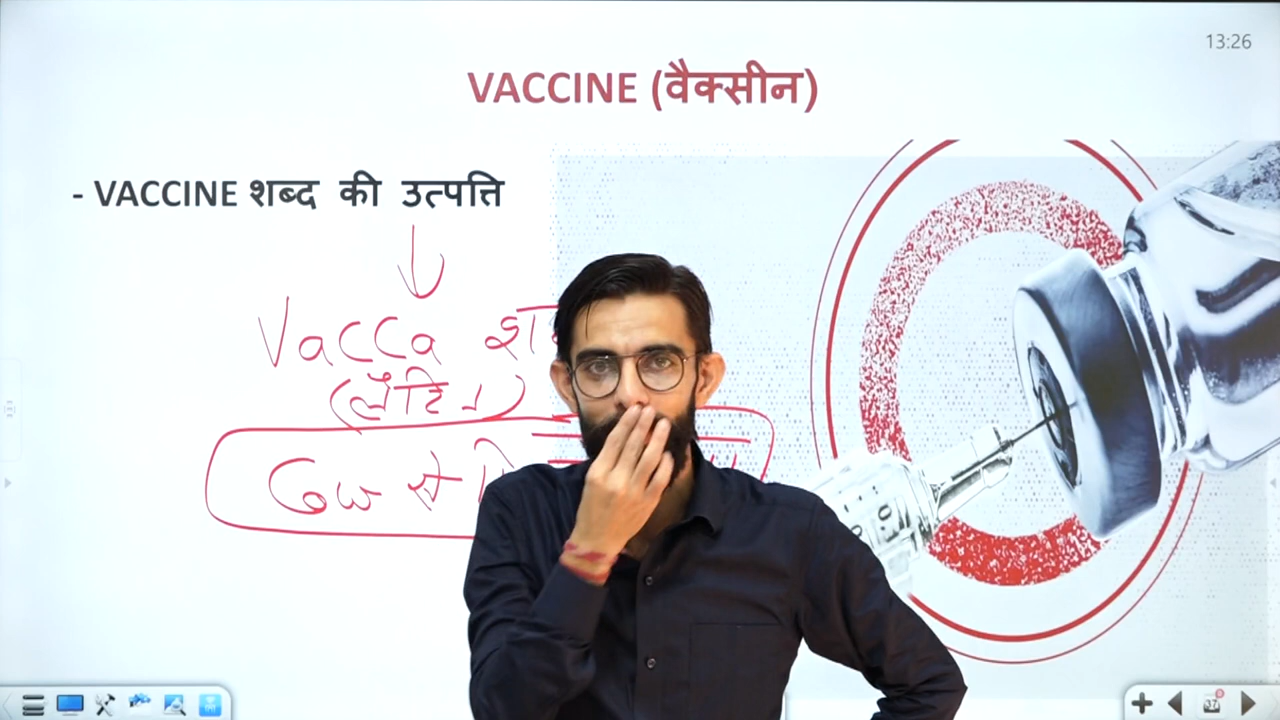 13:26
VACCINE (वैक्सीन)
- VACCINE शब्द की उत्पत्ति
Vacca
(लैटिन)
Cow से